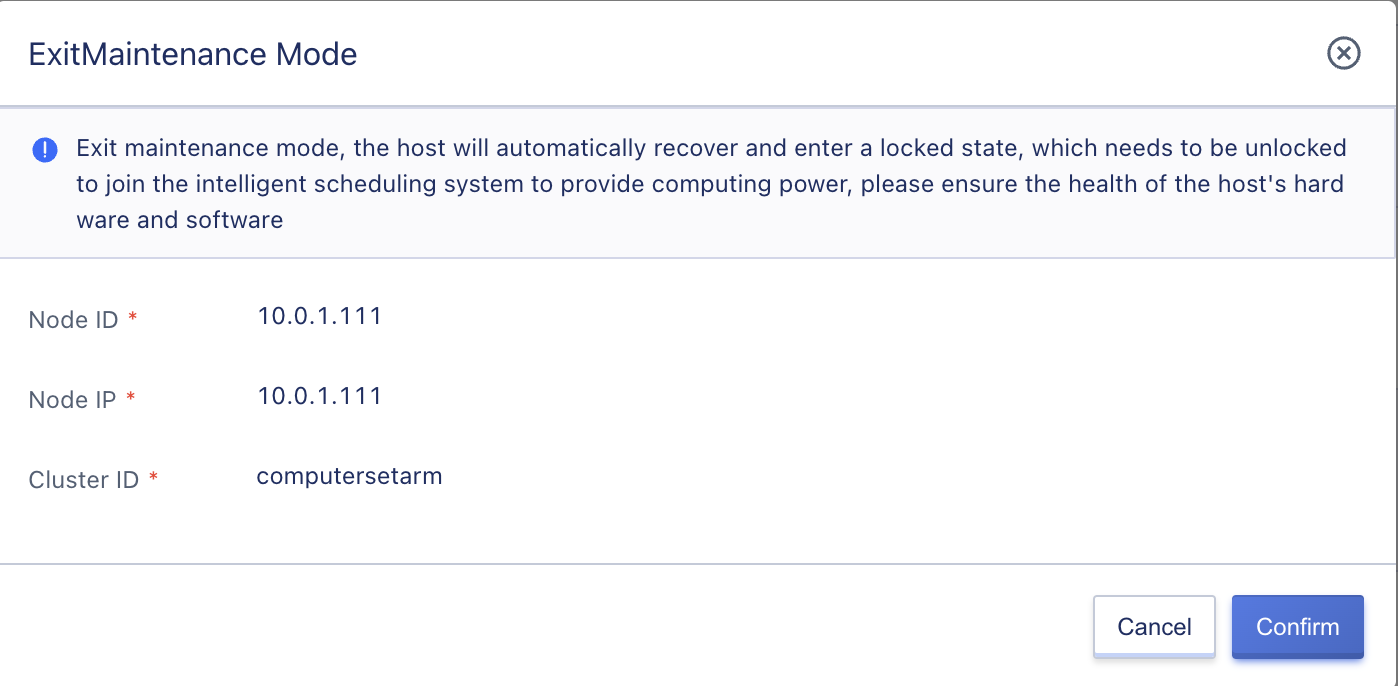 ExitMaintenance Mode
Exit maintenance mode, the host will automatically recover and enter a locked state, which needs to be unlocked
to join the intelligent scheduling system to provide computing power, please ensure the health of the host's hard
ware and software
Node ID * 10.0.1.111
Node IP * 10.0.1.111
Cluster ID * computersetarm
Cancel Confirm